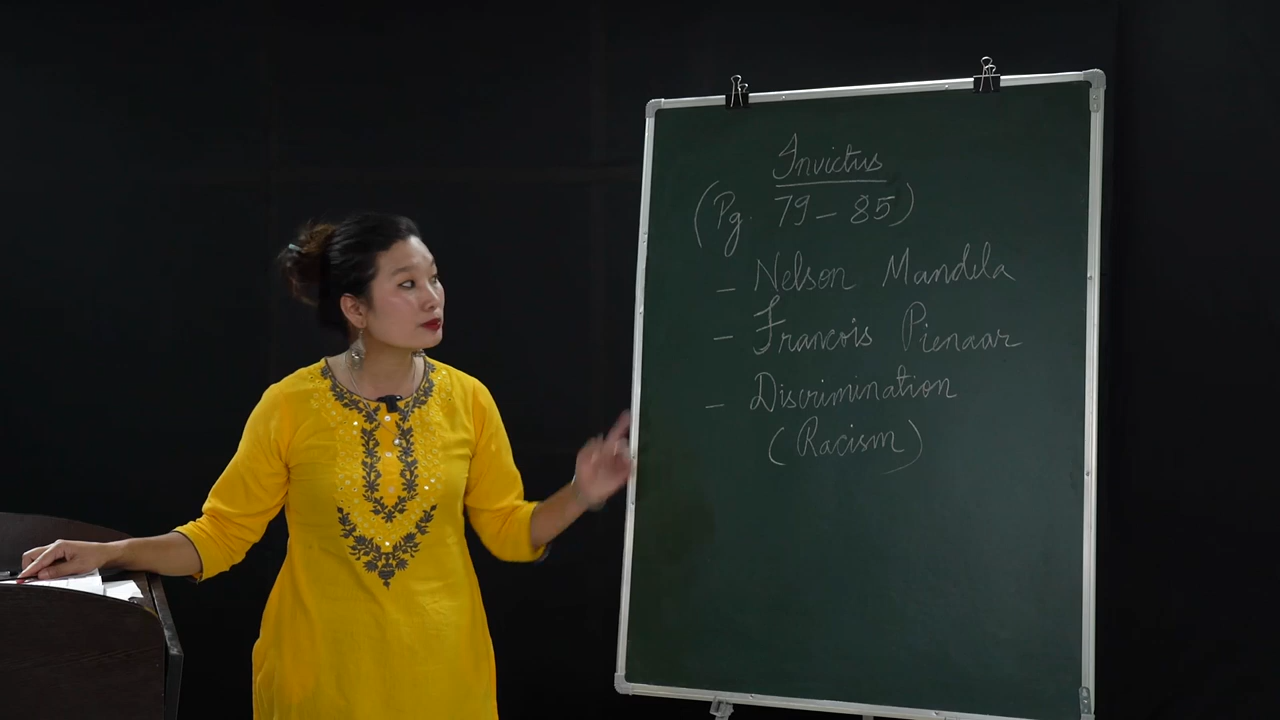 Invictus
(Pg. 79 - 85)
- Nelson Mandela
- Francois Pienaar
- Discrimination
(Racism)